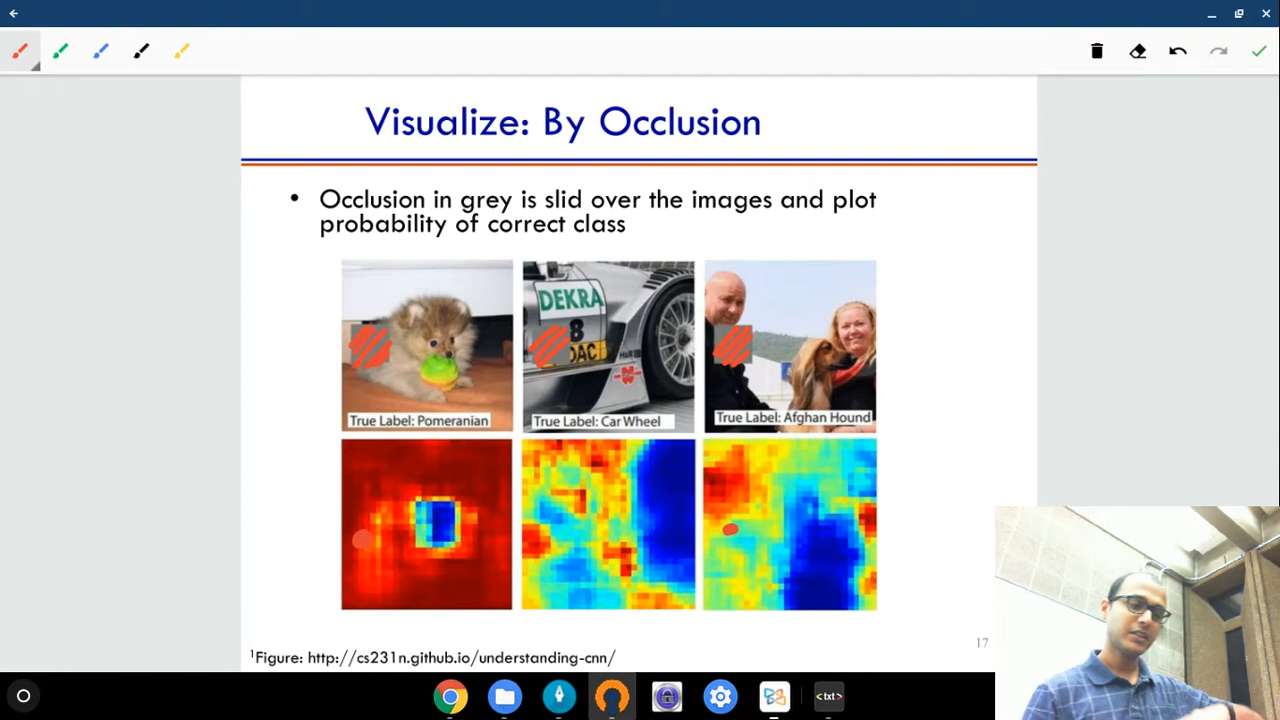 Visualize: By Occlusion
• Occlusion in grey is slid over the images and plot
probability of correct class
DEKRA
8
DAC
True Label: Pomeranian
True Label: Car Wheel
True Label: Afghan Hound
17
1Figure: http://cs231n.github.io/understanding-cnn/
<txt>